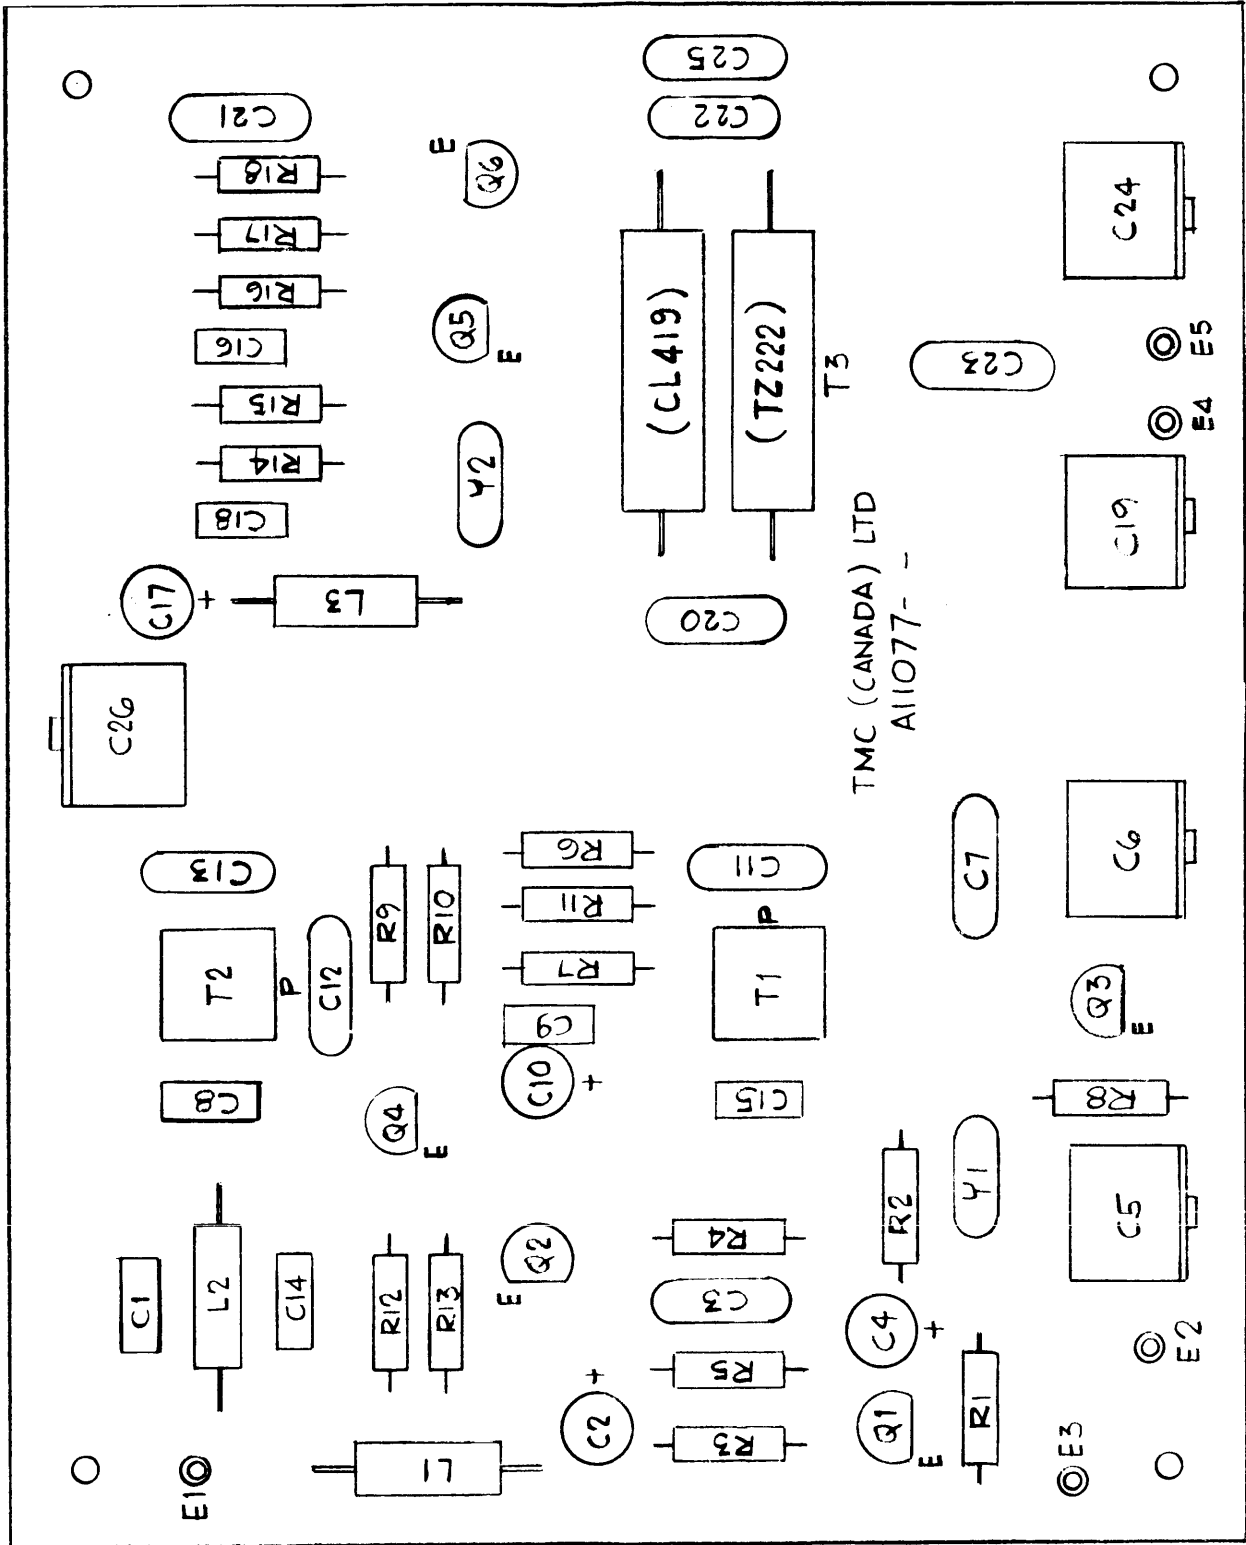 C25
C22
C21
E
R18
Q6
C24
R17
R16
Q5
E
C16
(CL419)
(TZ222)
T3
E5
C23
R15
E4
R14
Y2
C18
C19
C17
+
L3
C20
TMC (CANADA) LTD
A11077- -
C26
C13
R9
R10
R6
R11
R7
C11
P
C7
C6
T2
P
C12
C9
T1
Q3
E
C8
C10
+
C15
R8
Q4
E
R2
Y1
C5
C1
L2
C14
R12
R13
Q2
E
R4
C3
C4
+
E2
R5
+
C2
R3
Q1
E
R1
E3
E1
L1